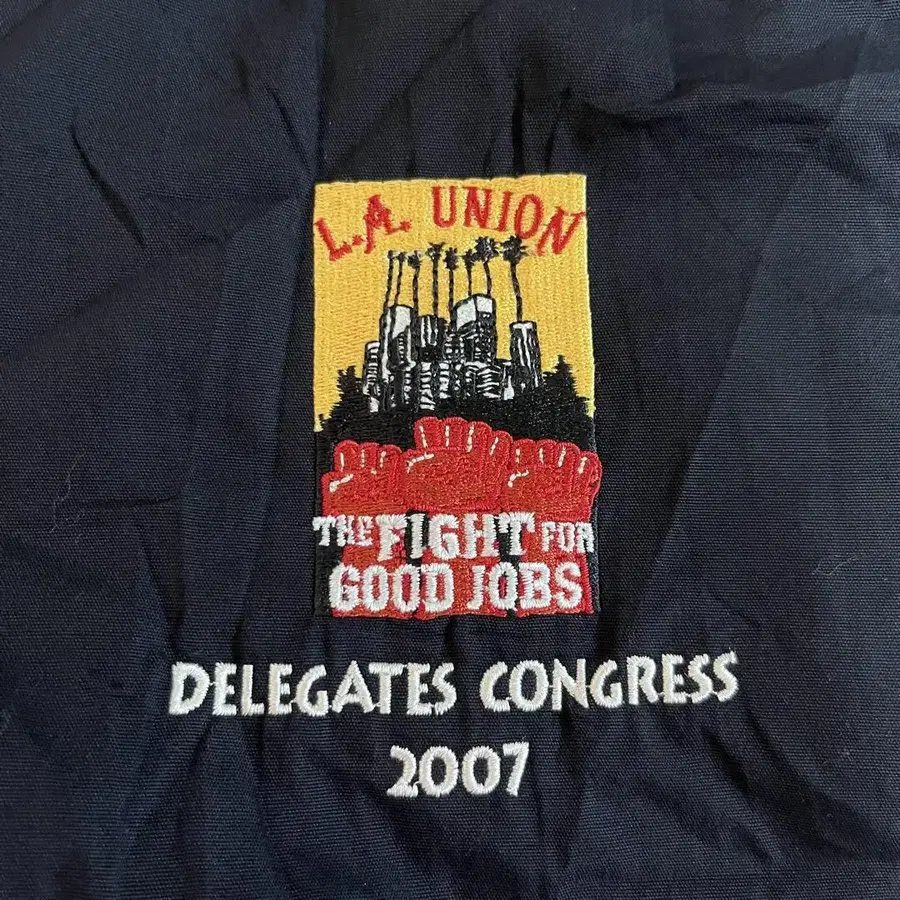 L.A. UNION
THE FIGHT FOR
GOOD JOBS
DELEGATES CONGRESS
2007